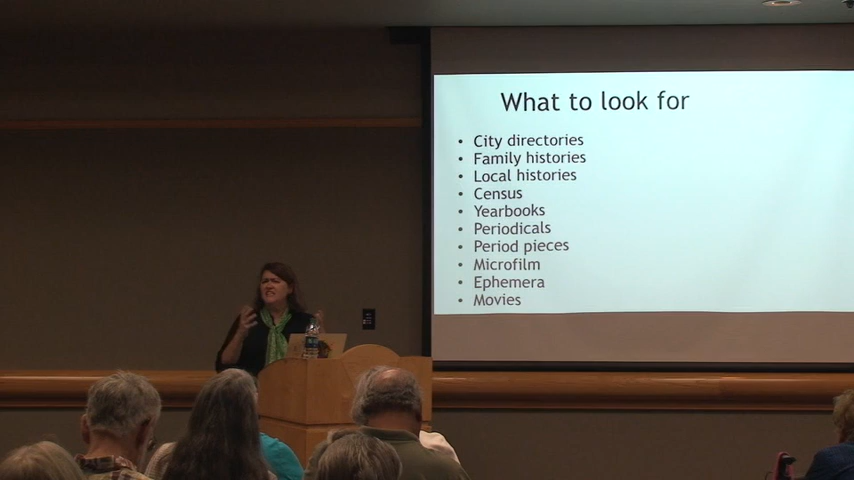 What to look for
• City directories
• Family histories
• Local histories
• Census
• Yearbooks
• Periodicals
• Period pieces
• Microfilm
• Ephemera
• Movies